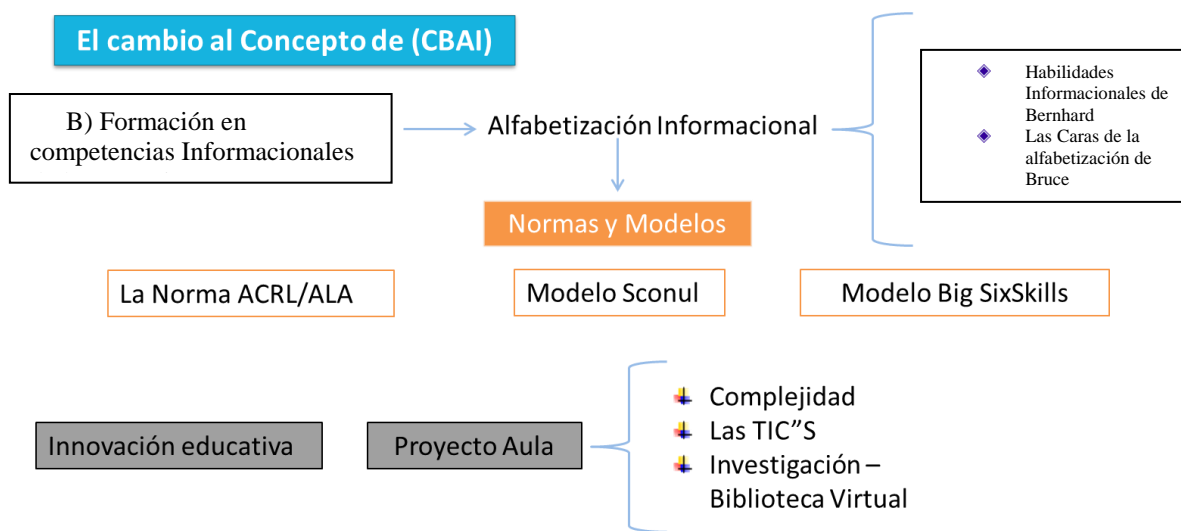 El cambio al Concepto de (CBAI)
B) Formación en
competencias Informacionales
Alfabetización Informacional
Habilidades
Informacionales de
Bernhard
Las Caras de la
alfabetización de
Bruce
Normas y Modelos
La Norma ACRL/ALA
Modelo Sconul
Modelo Big SixSkills
Innovación educativa
Proyecto Aula
Complejidad
Las TIC”S
Investigación –
Biblioteca Virtual